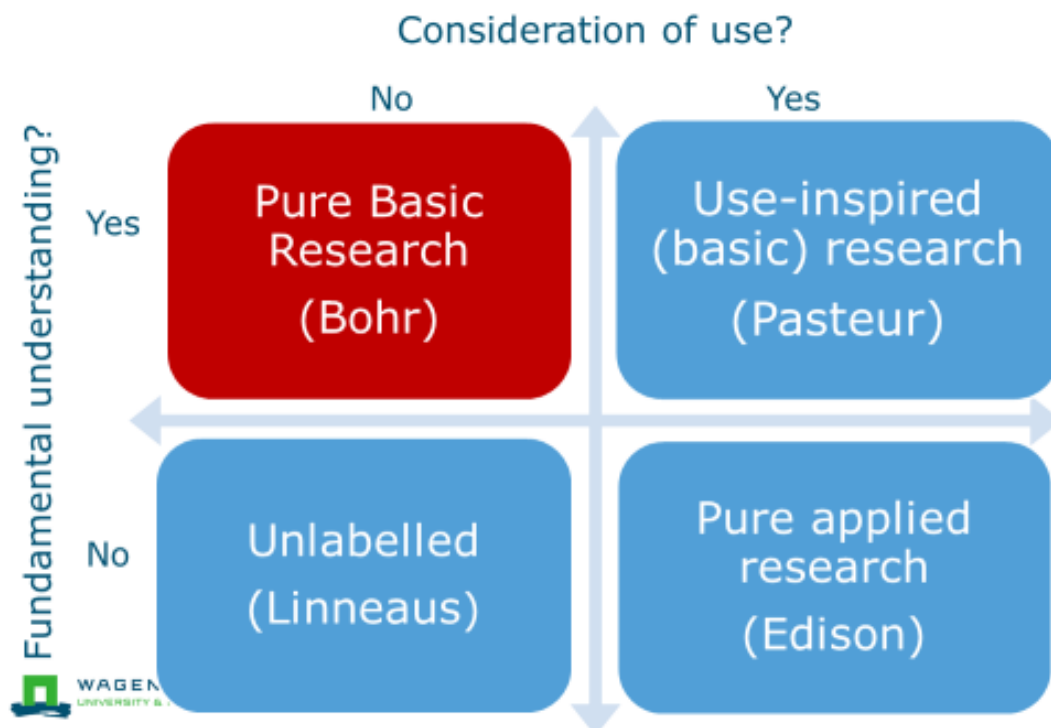 Consideration of use?
No
Yes
Fundamental understanding?
Yes
Pure Basic
Research
(Bohr)
Use-inspired
(basic) research
(Pasteur)
No
Unlabelled
(Linneaus)
Pure applied
research
(Edison)
UNIVERSITY &